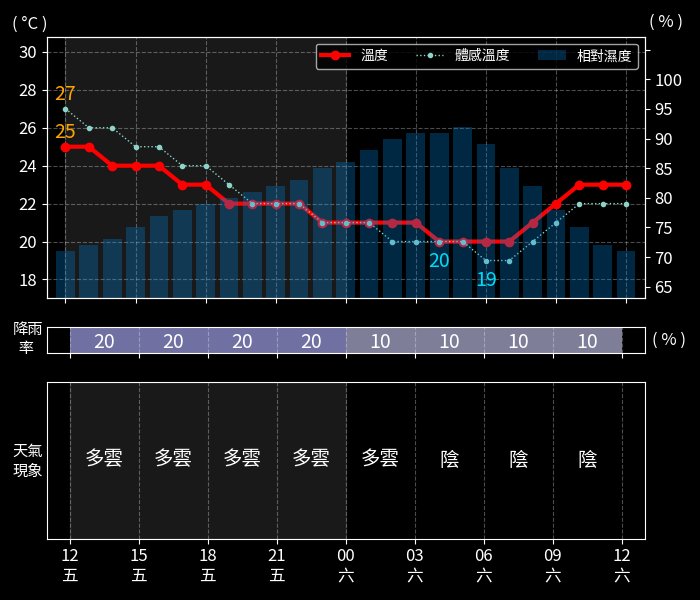 ( °C )
( % )
溫度
體感溫度
相對濕度
30
28
26
24
22
20
18
100
95
90
85
80
75
70
65
27
25
20
19
降雨
率
20
20
20
20
10
10
10
10
( % )
天氣
現象
多雲
多雲
多雲
多雲
多雲
陰
陰
陰
12
15
18
21
00
03
06
09
12
五
五
五
五
六
六
六
六
六